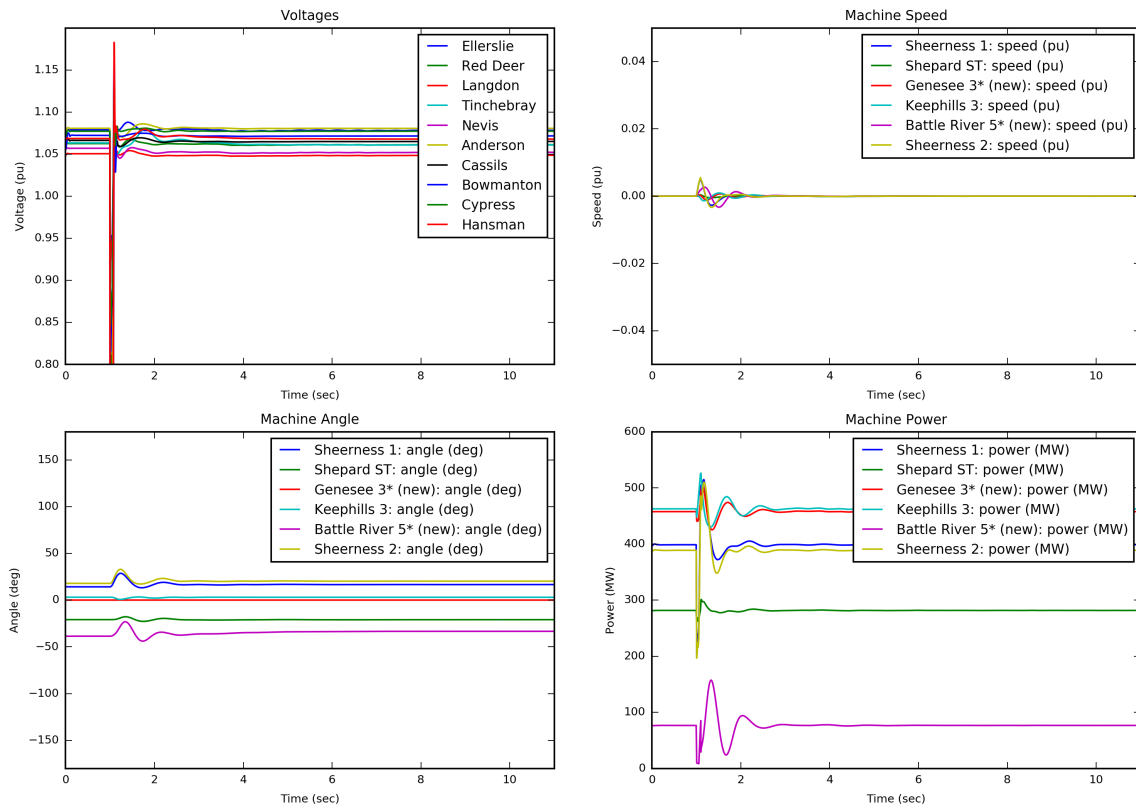 Voltages
Voltage (pu)
1.15
1.10
1.05
1.00
0.95
0.90
0.85
0.80
0 2 4 6 8 10
Time (sec)
Ellerslie
Red Deer
Langdon
Tinchebray
Nevis
Anderson
Cassils
Bowmanton
Cypress
Hansman
Machine Speed
Speed (pu)
0.04
0.02
0.00
−0.02
−0.04
0 2 4 6 8 10
Time (sec)
Sheerness 1: speed (pu)
Shepard ST: speed (pu)
Genesee 3* (new): speed (pu)
Keephills 3: speed (pu)
Battle River 5* (new): speed (pu)
Sheerness 2: speed (pu)
Machine Angle
Angle (deg)
150
100
50
0
−50
−100
−150
0 2 4 6 8 10
Time (sec)
Sheerness 1: angle (deg)
Shepard ST: angle (deg)
Genesee 3* (new): angle (deg)
Keephills 3: angle (deg)
Battle River 5* (new): angle (deg)
Sheerness 2: angle (deg)
Machine Power
Power (MW)
600
500
400
300
200
100
0
0 2 4 6 8 10
Time (sec)
Sheerness 1: power (MW)
Shepard ST: power (MW)
Genesee 3* (new): power (MW)
Keephills 3: power (MW)
Battle River 5* (new): power (MW)
Sheerness 2: power (MW)